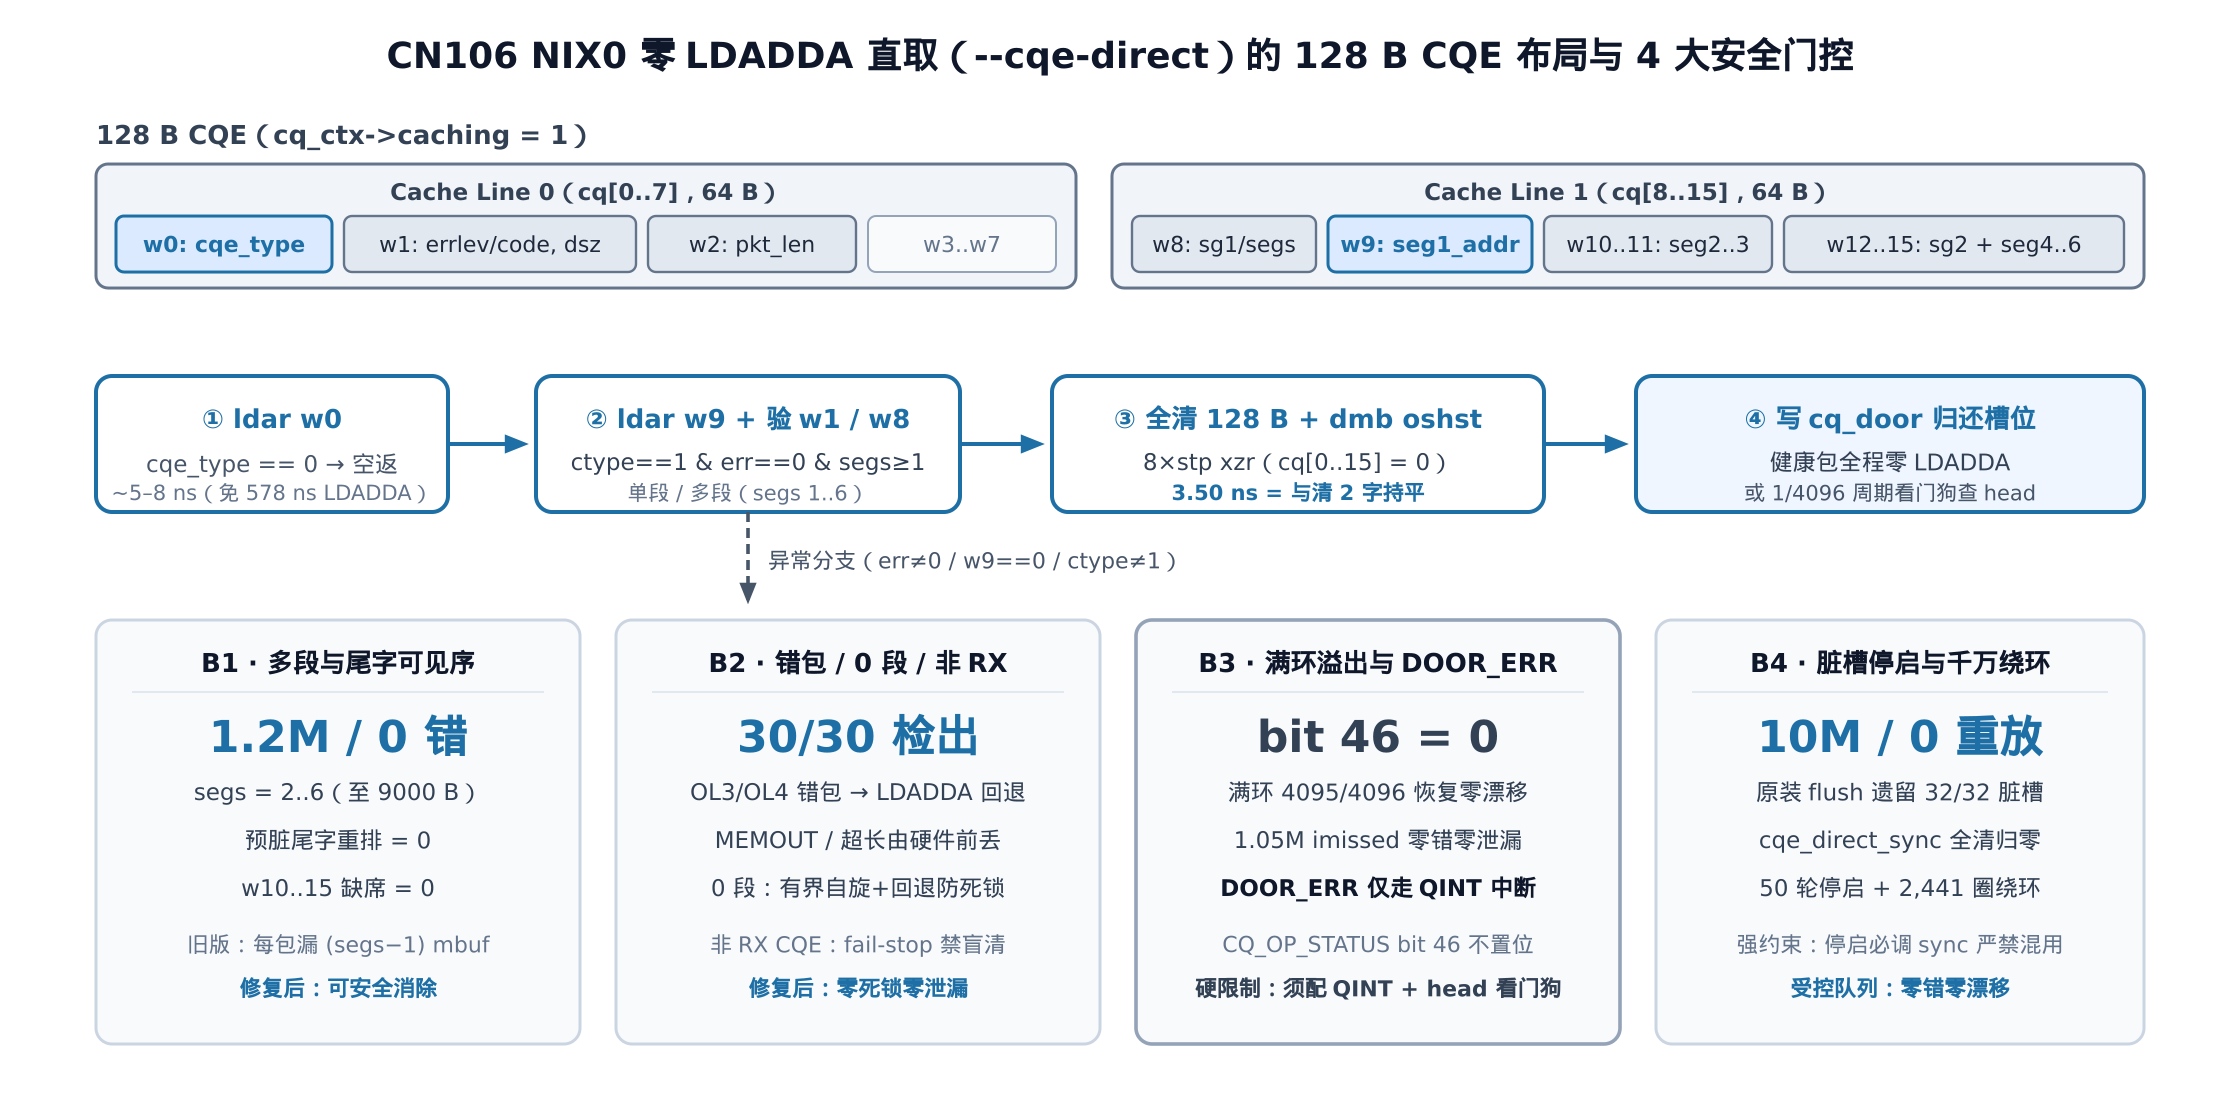 CN106 NIX0 零 LDADDA 直取（--cqe-direct）的 128 B CQE 布局与 4 大安全门控
128 B CQE（cq_ctx->caching = 1）
Cache Line 0（cq[0..7] , 64 B）
w0: cqe_type
w1: errlev/code, dsz
w2: pkt_len
w3..w7
Cache Line 1（cq[8..15] , 64 B）
w8: sg1/segs
w9: seg1_addr
w10..11: seg2..3
w12..15: sg2 + seg4..6
① ldar w0
cqe_type == 0 → 空返
~5–8 ns（免 578 ns LDADDA）
② ldar w9 + 验 w1 / w8
ctype==1 & err==0 & segs≥1
单段 / 多段（segs 1..6）
③ 全清 128 B + dmb oshst
8×stp xzr（cq[0..15] = 0）
3.50 ns = 与清 2 字持平
④ 写 cq_door 归还槽位
健康包全程零 LDADDA
或 1/4096 周期看门狗查 head
异常分支（err≠0 / w9==0 / ctype≠1）
B1 · 多段与尾字可见序
1.2M / 0 错
segs = 2..6（至 9000 B）
预脏尾字重排 = 0
w10..15 缺席 = 0
旧版：每包漏 (segs−1) mbuf
修复后：可安全消除
B2 · 错包 / 0 段 / 非 RX
30/30 检出
OL3/OL4 错包 → LDADDA 回退
MEMOUT / 超长由硬件前丢
0 段：有界自旋+回退防死锁
非 RX CQE：fail-stop 禁盲清
修复后：零死锁零泄漏
B3 · 满环溢出与 DOOR_ERR
bit 46 = 0
满环 4095/4096 恢复零漂移
1.05M imissed 零错零泄漏
DOOR_ERR 仅走 QINT 中断
CQ_OP_STATUS bit 46 不置位
硬限制：须配 QINT + head 看门狗
B4 · 脏槽停启与千万绕环
10M / 0 重放
原装 flush 遗留 32/32 脏槽
cqe_direct_sync 全清归零
50 轮停启 + 2,441 圈绕环
强约束：停启必调 sync 严禁混用
受控队列：零错零漂移